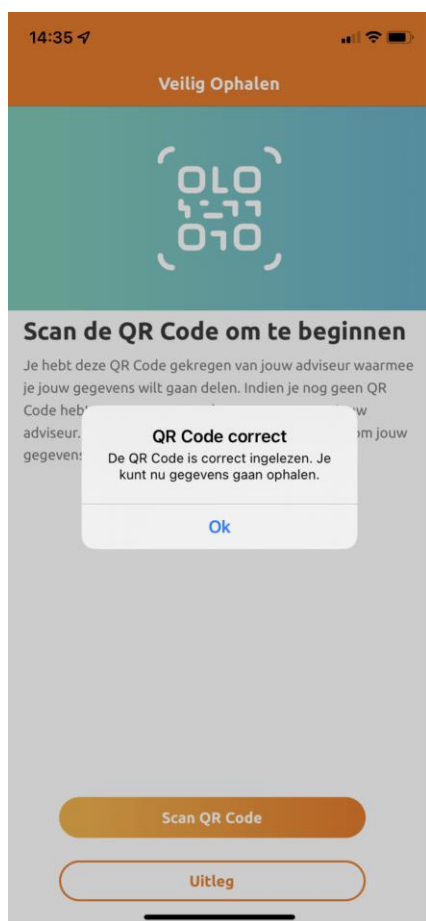 14:35
Veilig Ophalen
Scan de QR Code om te beginnen
Je hebt deze QR Code gekregen van jouw adviseur waarmee
je jouw gegevens wilt gaan delen. Indien je nog geen QR
Code
adviseur. om jouw
QR Code correct
De QR Code is correct ingelezen. Je
kunt nu gegevens gaan ophalen.
Ok
Scan QR Code
Uitleg